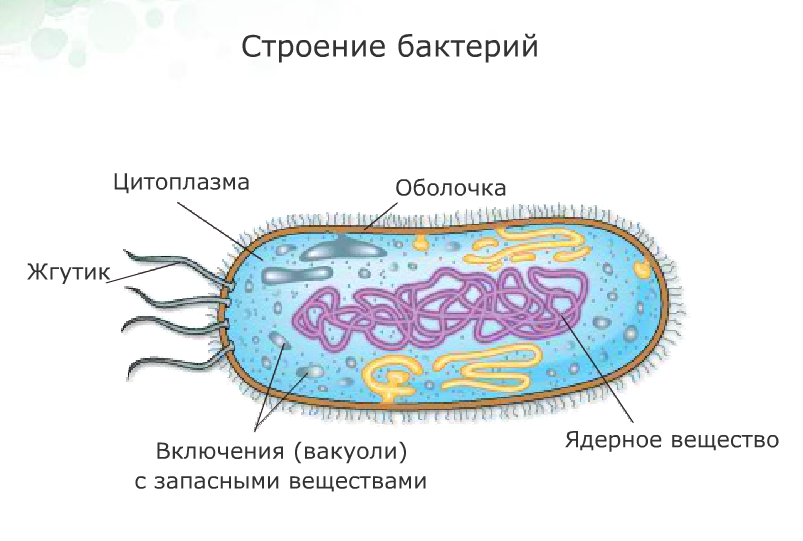 Строение бактерий
Цитоплазма
Оболочка
Жгутик
Ядерное вещество
Включения (вакуоли)
с запасными веществами